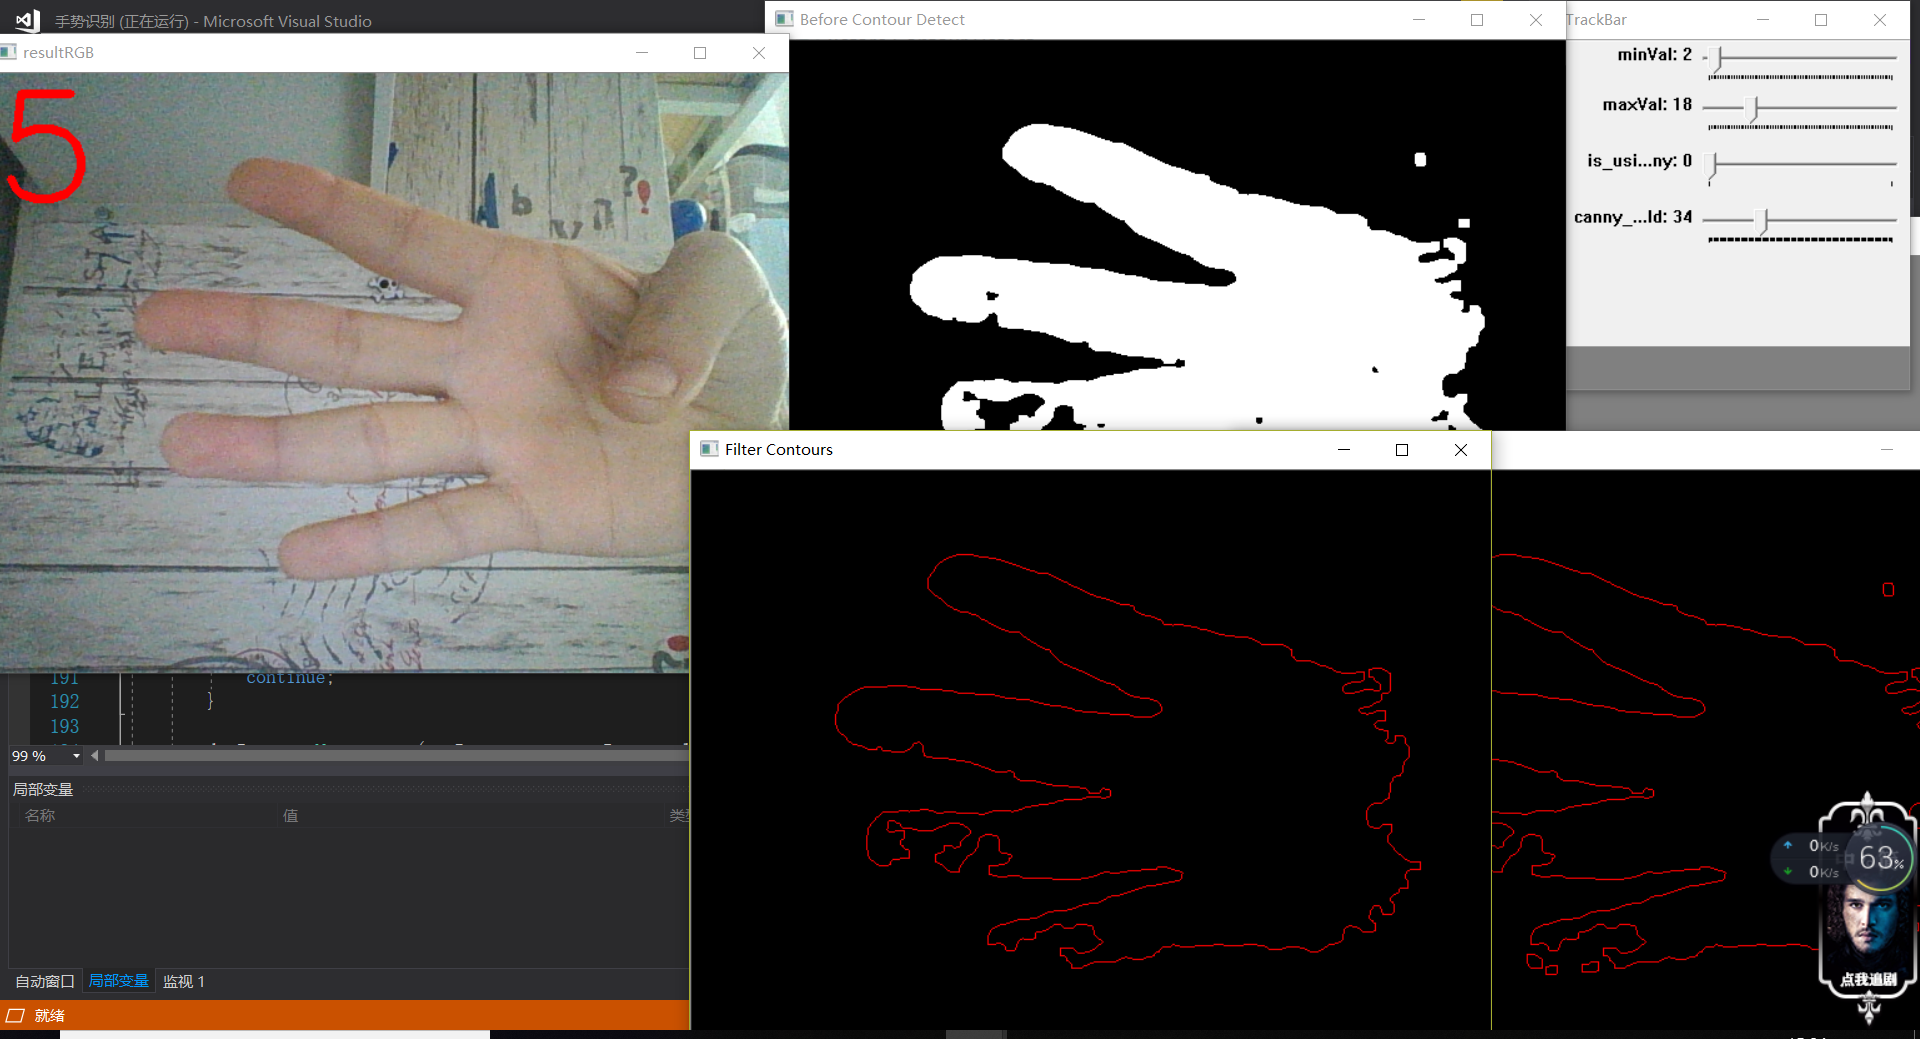 手势识别 (正在运行) - Microsoft Visual Studio
Before Contour Detect
TrackBar
resultRGB
minVal: 2
maxVal: 18
is_usi...ny: 0
canny_...ld: 34
5
Filter Contours
191
continue;
192
}
193
99 %
局部变量
名称
值
自动窗口
局部变量
监视 1
就绪
0K/s
0K/s
63%
点我追剧